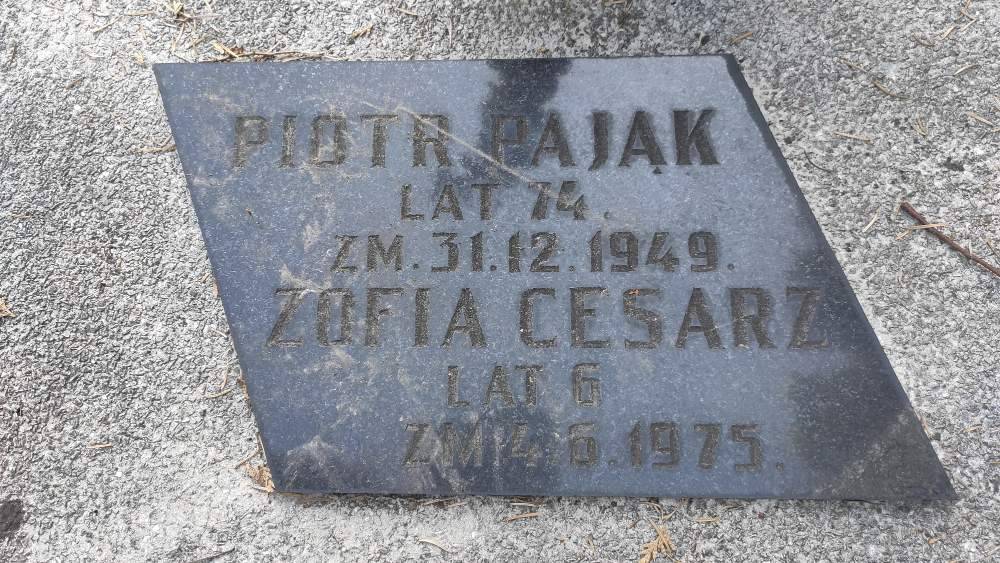 PIOTR PAJĄK
LAT 74.
ZM. 31.12.1949.
ZOFIA CESARZ
LAT 6
ZM 4.6.1975.